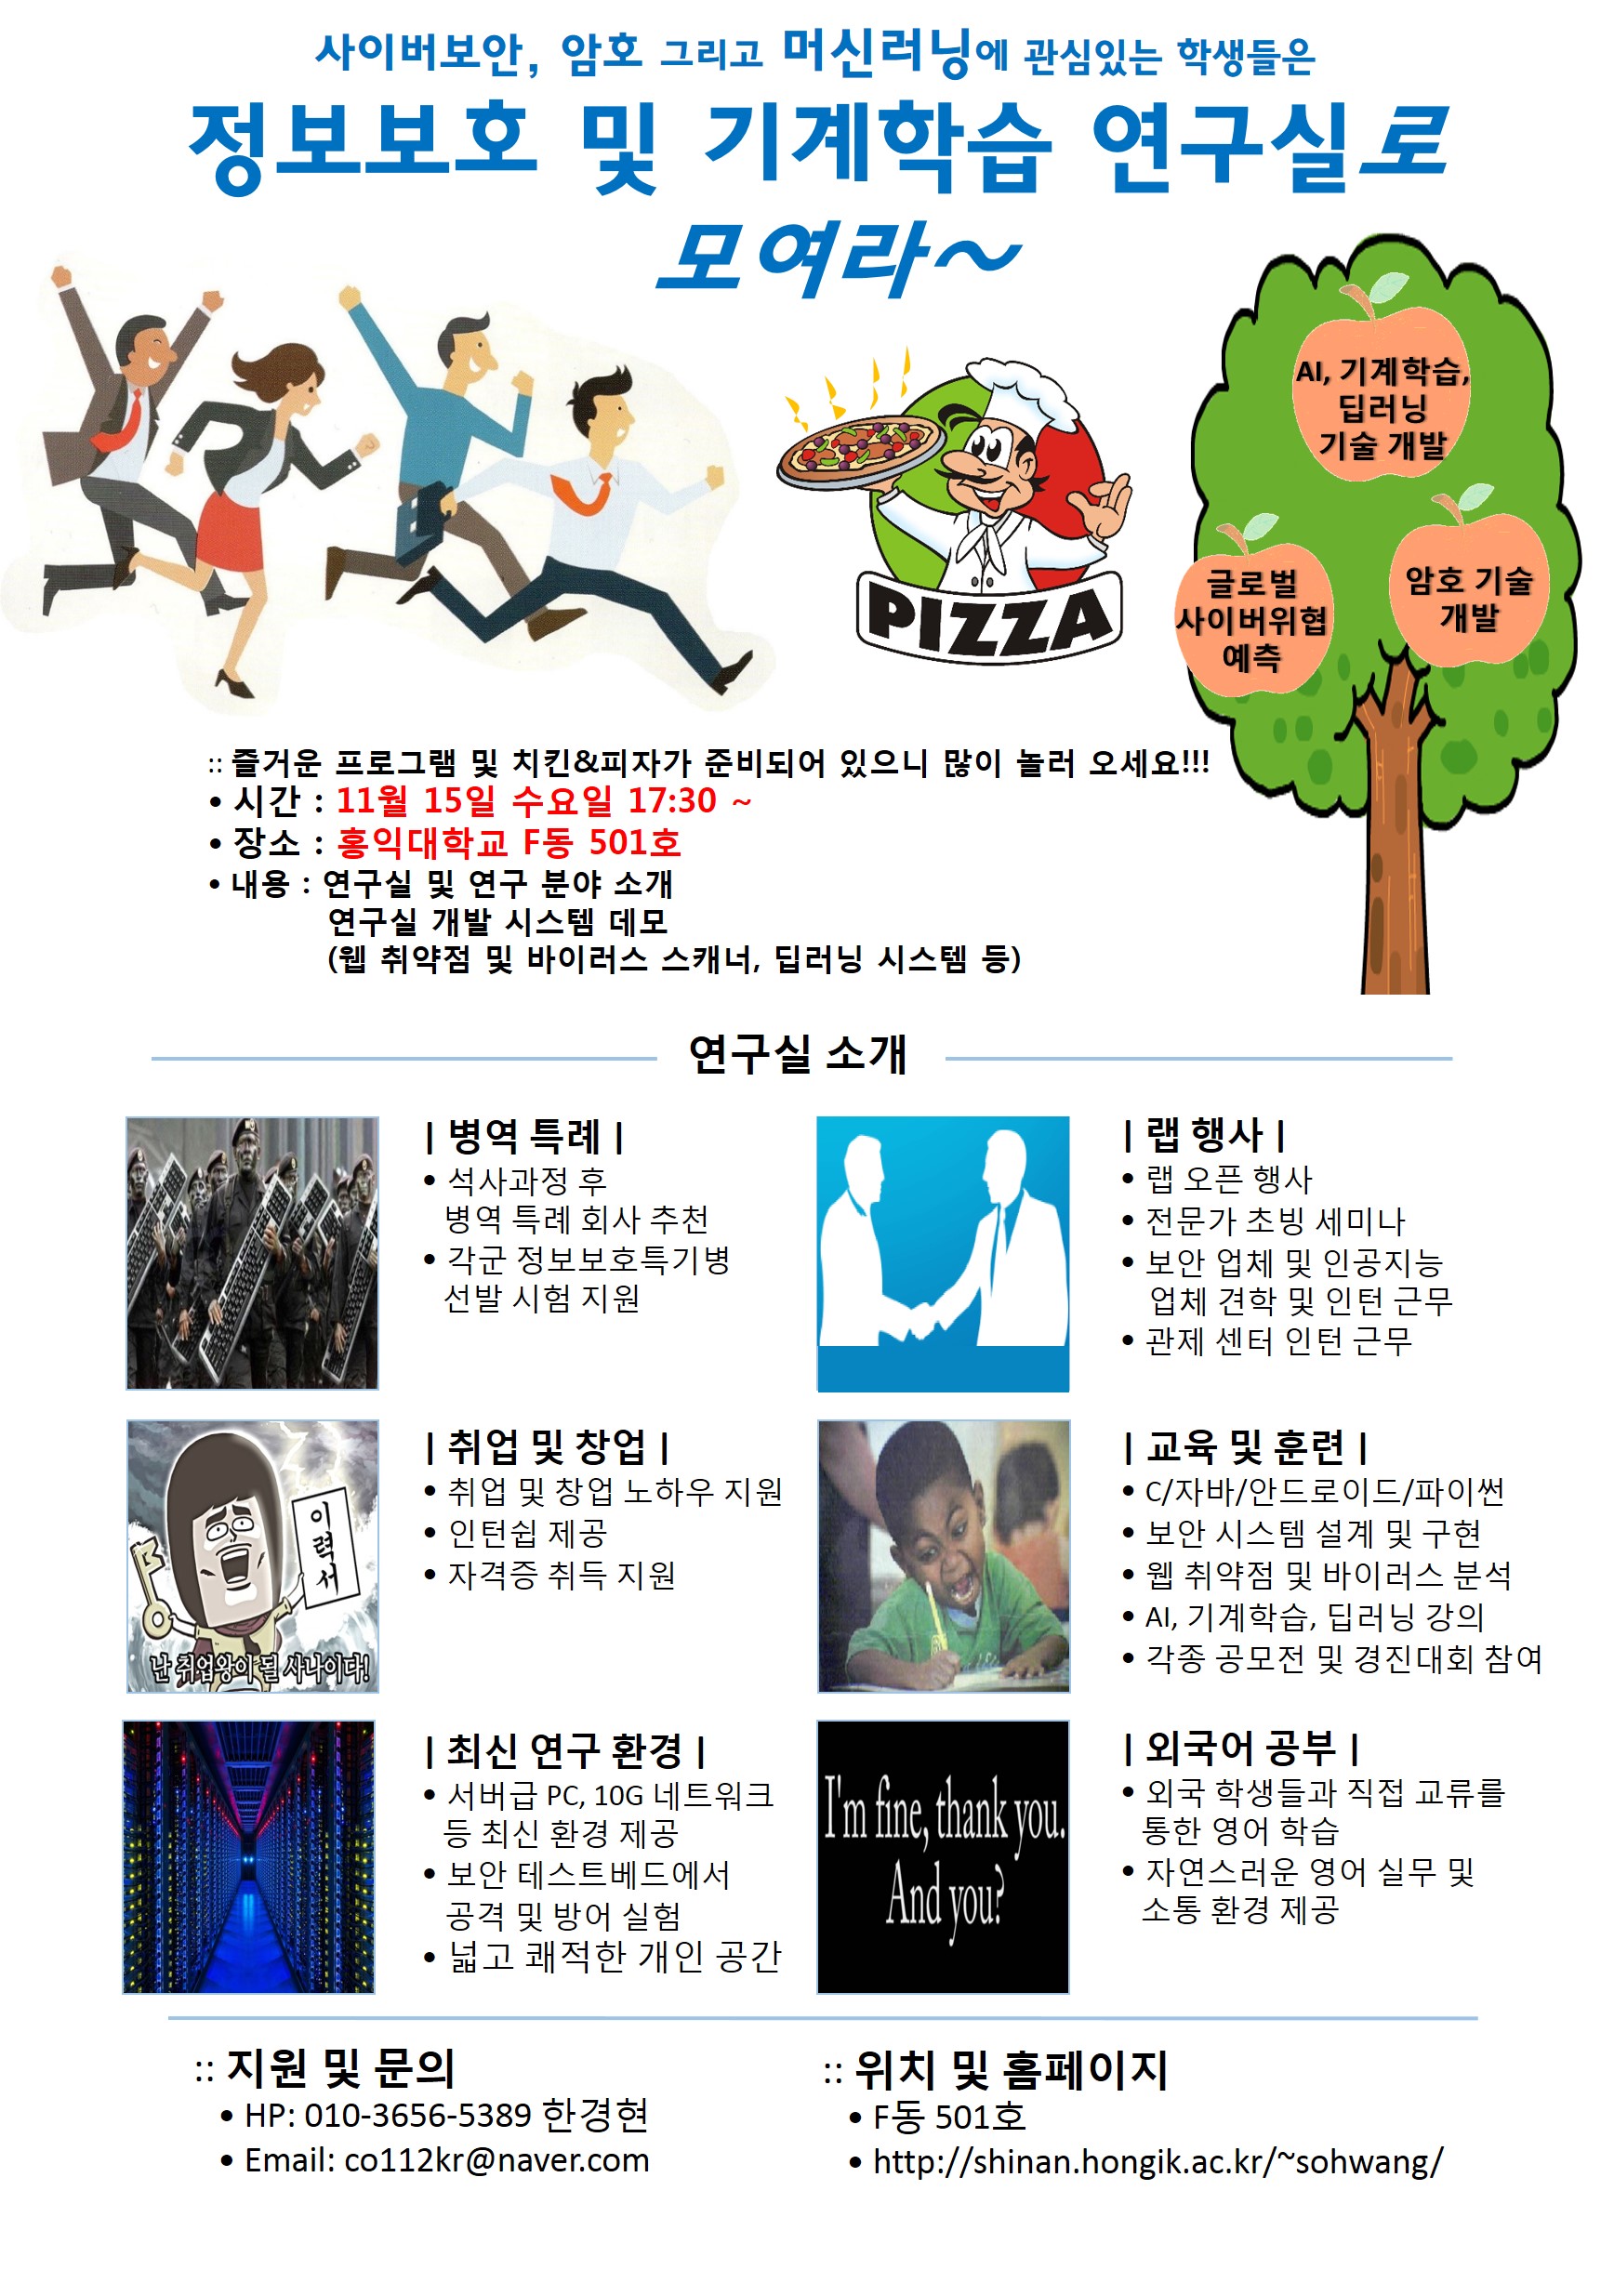 사이버보안, 암호 그리고 머신러닝에 관심있는 학생들은
정보보호 및 기계학습 연구실로
모여라~
AI, 기계학습,
딥러닝
기술 개발
글로벌
사이버위협
예측
암호 기술
개발
PIZZA
:: 즐거운 프로그램 및 치킨&피자가 준비되어 있으니 많이 놀러 오세요!!!
• 시간 : 11월 15일 수요일 17:30 ~
• 장소 : 홍익대학교 F동 501호
• 내용 : 연구실 및 연구 분야 소개
연구실 개발 시스템 데모
(웹 취약점 및 바이러스 스캐너, 딥러닝 시스템 등)
연구실 소개
| 병역 특례 |
• 석사과정 후
병역 특례 회사 추천
• 각군 정보보호특기병
선발 시험 지원
| 랩 행사 |
• 랩 오픈 행사
• 전문가 초빙 세미나
• 보안 업체 및 인공지능
업체 견학 및 인턴 근무
• 관제 센터 인턴 근무
이력서
난 취업왕이 될 사나이다!
| 취업 및 창업 |
• 취업 및 창업 노하우 지원
• 인턴쉽 제공
• 자격증 취득 지원
| 교육 및 훈련 |
• C/자바/안드로이드/파이썬
• 보안 시스템 설계 및 구현
• 웹 취약점 및 바이러스 분석
• AI, 기계학습, 딥러닝 강의
• 각종 공모전 및 경진대회 참여
| 최신 연구 환경 |
• 서버급 PC, 10G 네트워크
등 최신 환경 제공
• 보안 테스트베드에서
공격 및 방어 실험
• 넓고 쾌적한 개인 공간
I'm fine, thank you.
And you?
| 외국어 공부 |
• 외국 학생들과 직접 교류를
통한 영어 학습
• 자연스러운 영어 실무 및
소통 환경 제공
:: 지원 및 문의
• HP: 010-3656-5389 한경현
• Email: co112kr@naver.com
:: 위치 및 홈페이지
• F동 501호
• http://shinan.hongik.ac.kr/~sohwang/